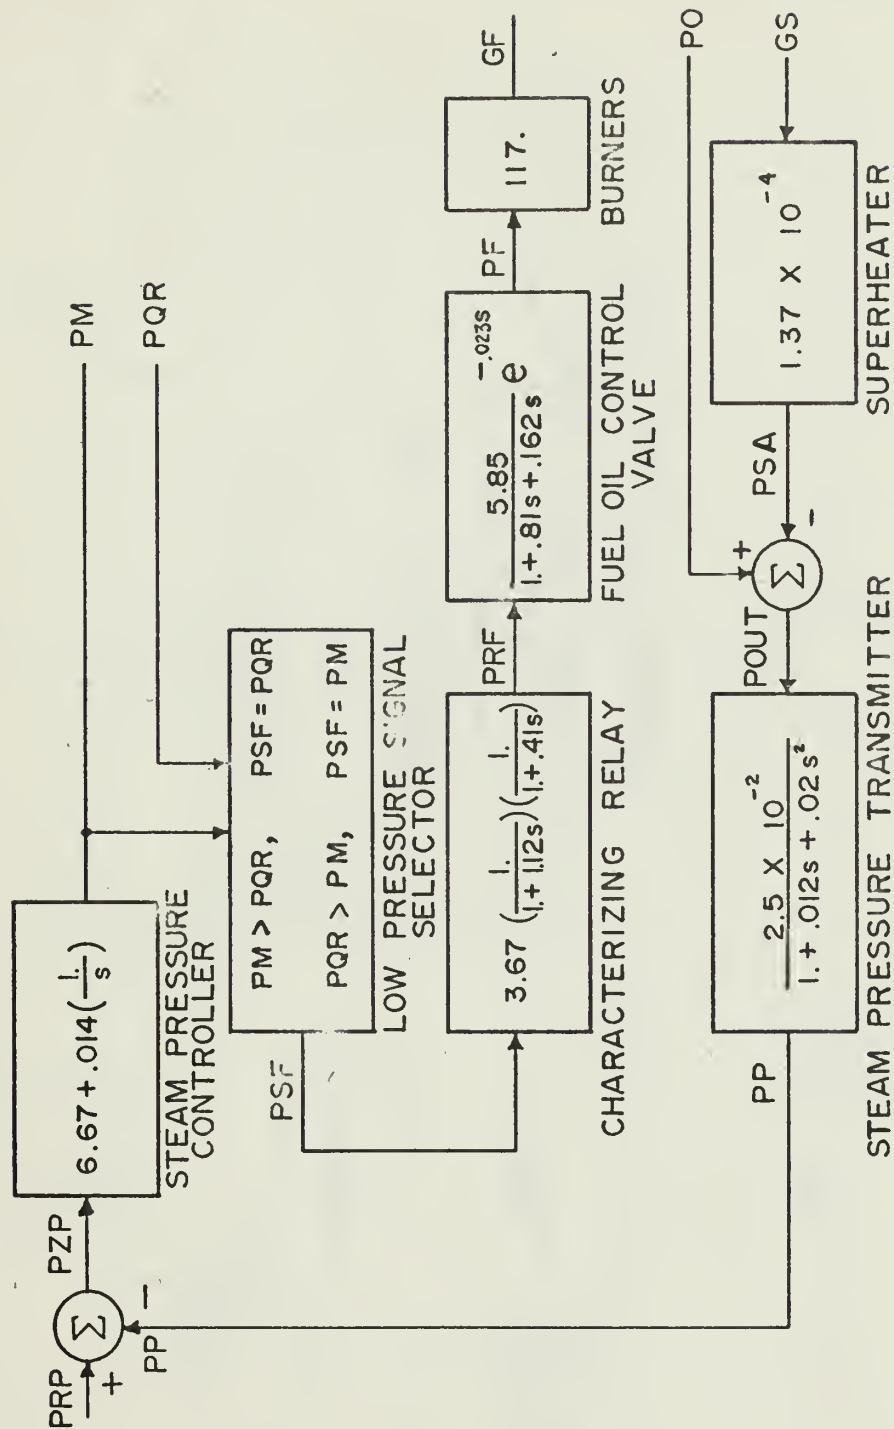 PRP
+
Σ
PZP
PP
−
6.67 + .014(1./s)
STEAM PRESSURE
CONTROLLER
PM
PQR
PM > PQR, PSF = PQR
PQR > PM, PSF = PM
LOW PRESSURE SIGNAL
SELECTOR
PSF
3.67 (1./1.+1.12s)(1./1.+.41s)
CHARACTERIZING RELAY
PRF
5.85/1.+.81s+.162s e^-.023s
FUEL OIL CONTROL
VALVE
PF
117.
BURNERS
GF
PP
2.5 X 10^-2/1.+.012s+.02s²
STEAM PRESSURE TRANSMITTER
POUT
Σ
+
-
PO
PSA
1.37 X 10^-4
SUPERHEATER
GS